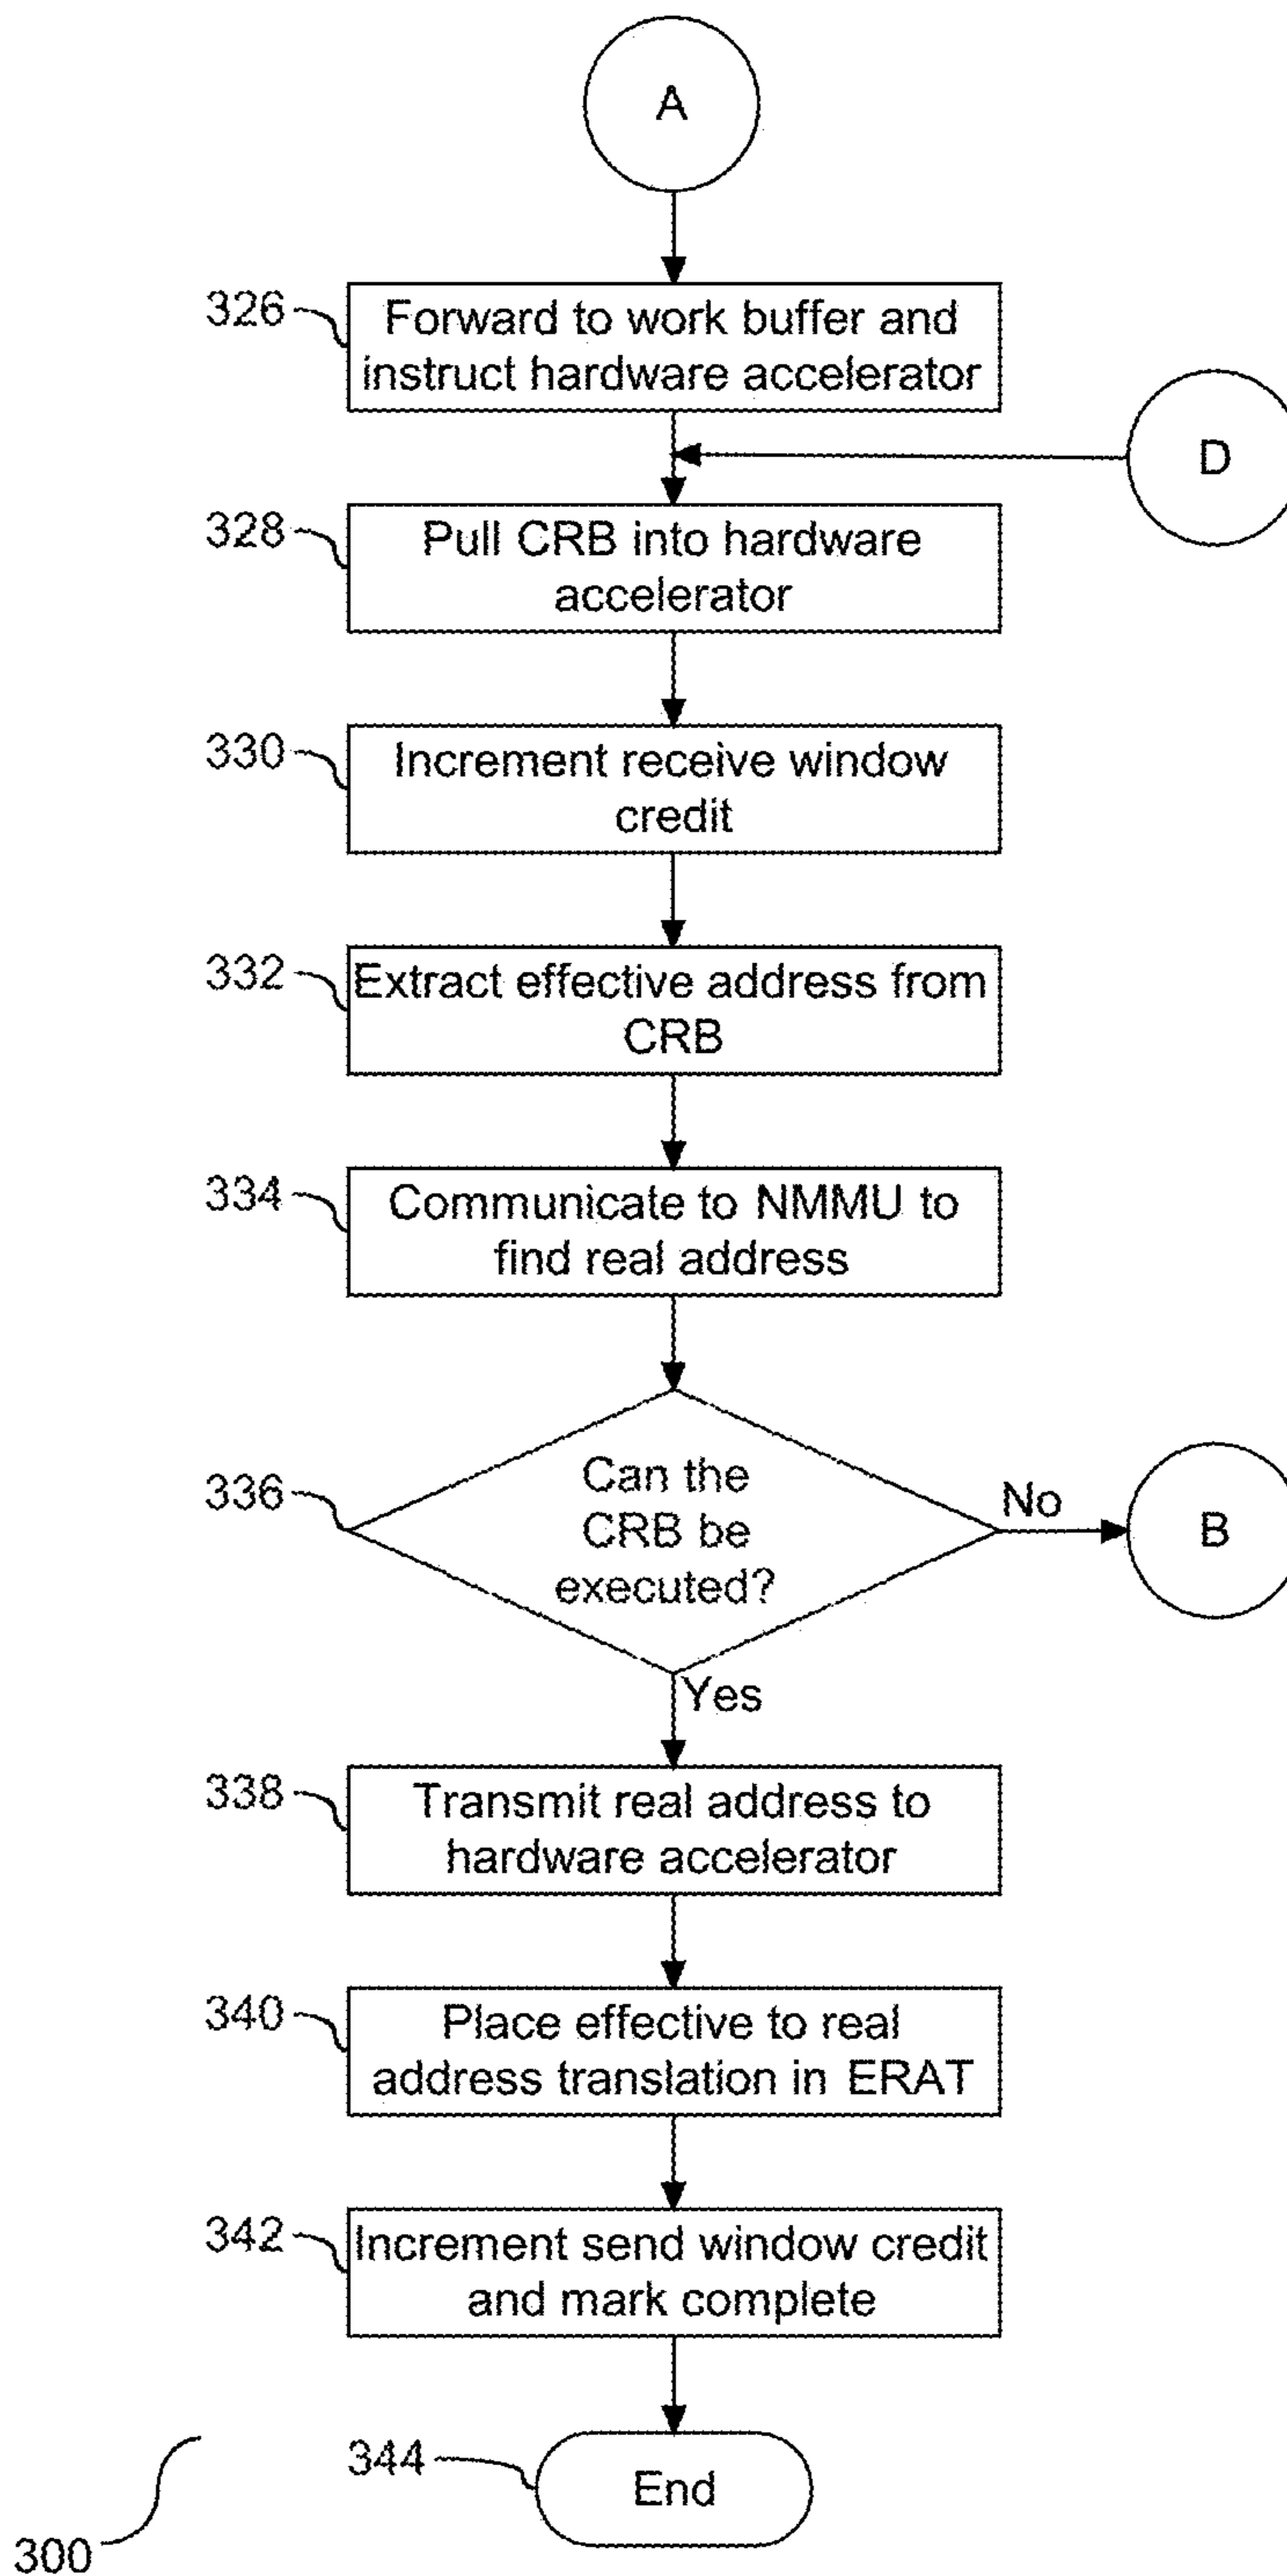 A
326
Forward to work buffer and
instruct hardware accelerator
D
328
Pull CRB into hardware
accelerator
330
Increment receive window
credit
332
Extract effective address from
CRB
334
Communicate to NMMU to
find real address
336
Can the
CRB be
executed?
No
B
Yes
338
Transmit real address to
hardware accelerator
340
Place effective to real
address translation in ERAT
342
Increment send window credit
and mark complete
344
End
300